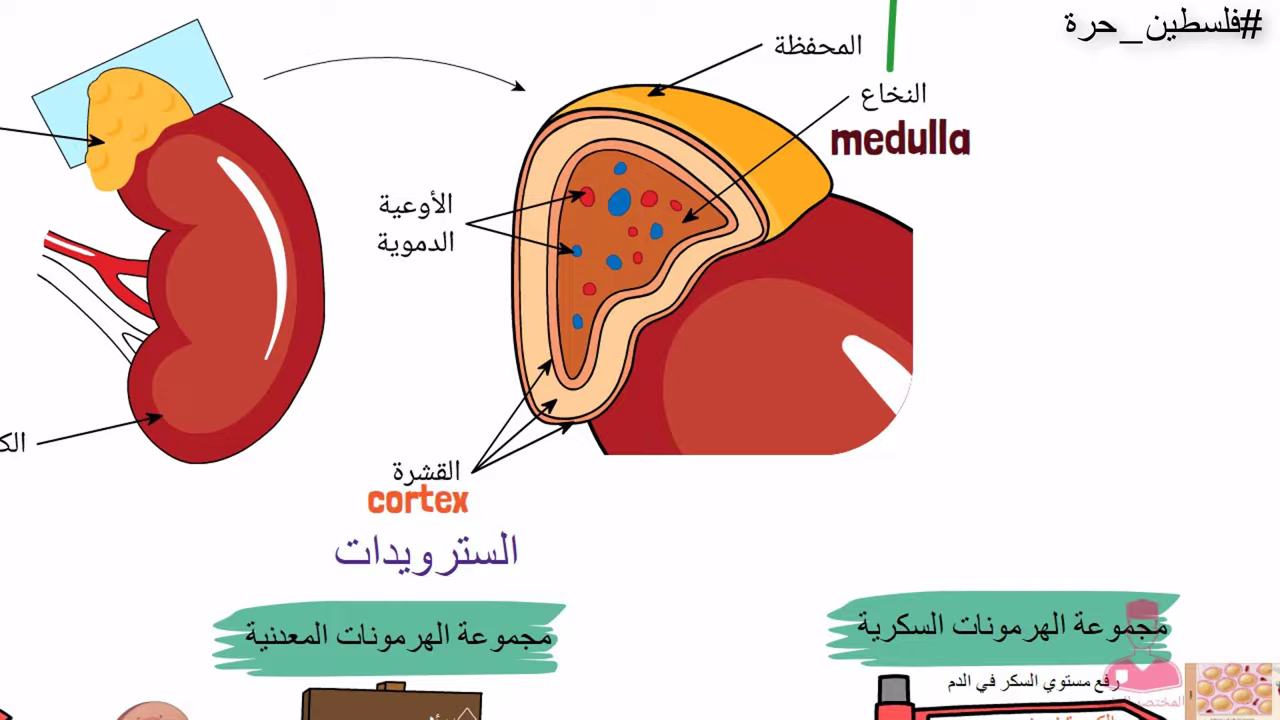 #فلسطين_حرة
المحفظة
النخاع
medulla
الأوعية
الدموية
القشرة
cortex
السترويدات
مجموعة الهرمونات السكرية
مجموعة الهرمونات المعدنية
رفع مستوي السكر في الدم